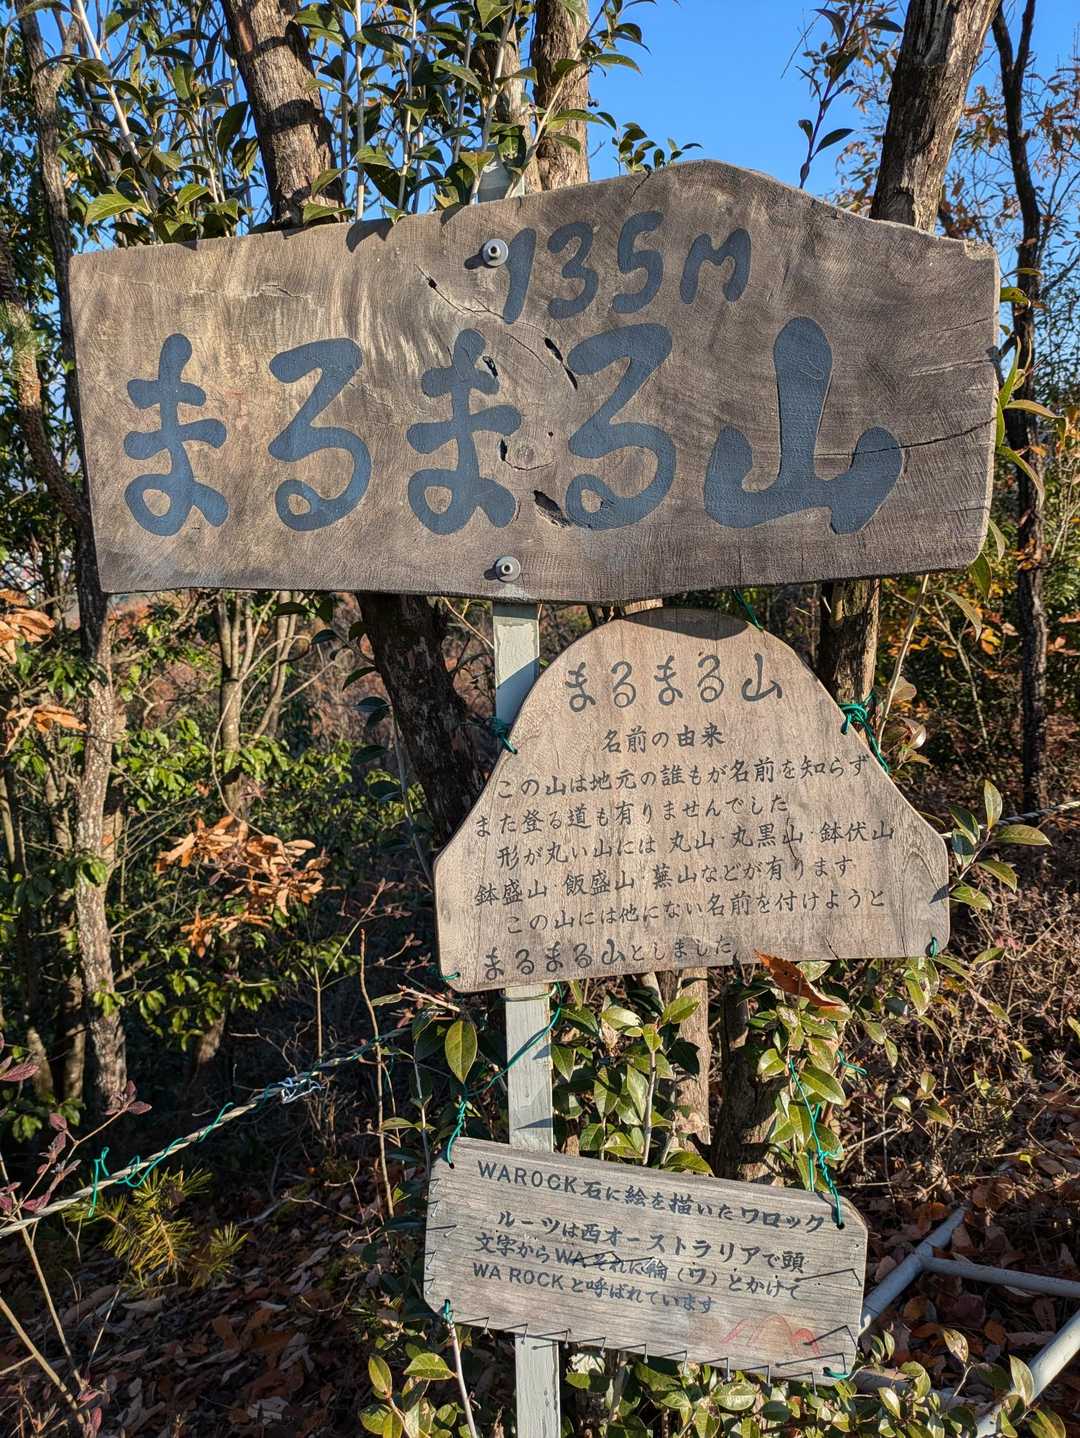 135M
まるまる山
まるまる山
名前の由来
この山は地元の誰もが名前を知らず
また登る道も有りませんでした
形が丸い山には 丸山·丸黒山·鉢伏山
鉢盛山·飯盛山·蕪山などが有ります
この山には他にない名前を付けようと
まるまる山としました
WAROCK石に絵を描いたワロック
ルーツは西オーストラリアで頭
文字からWAそれに輪(ワ)とかけて
WA ROCKと呼ばれています